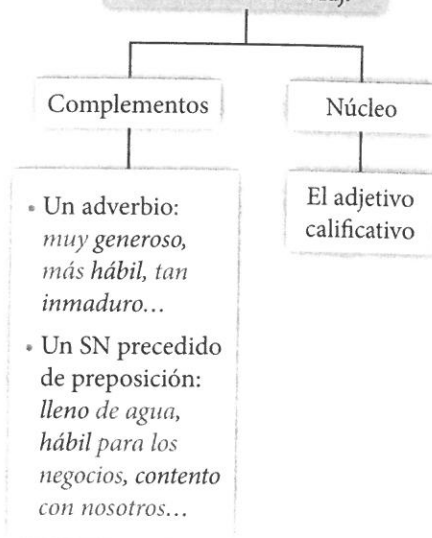 Complementos
Núcleo
• Un adverbio:
muy generoso,
más hábil, tan
inmaduro…
• Un SN precedido
de preposición:
lleno de agua,
hábil para los
negocios, contento
con nosotros…
El adjetivo
calificativo